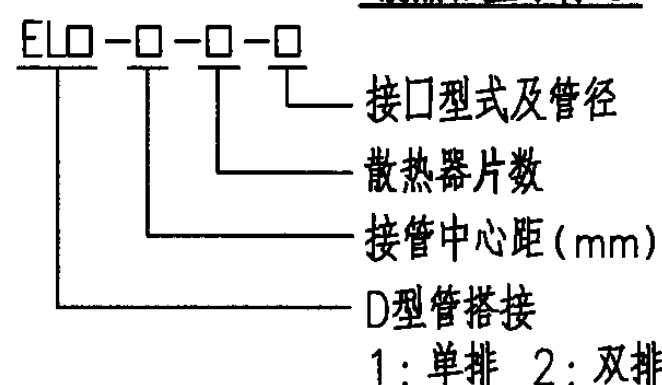 EL□-□-□-□
接口型式及管径
散热器片数
接管中心距(mm)
D型管搭接
1: 单排 2: 双排